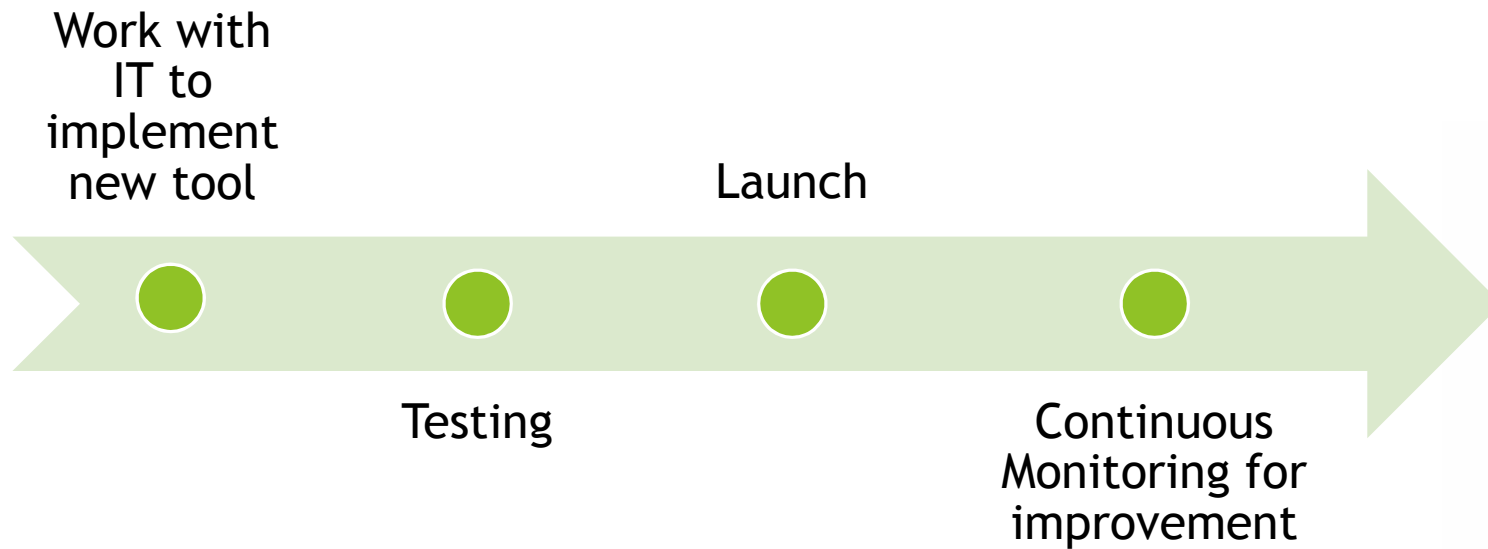 Work with
IT to
implement
new tool
Testing
Launch
Continuous
Monitoring for
improvement